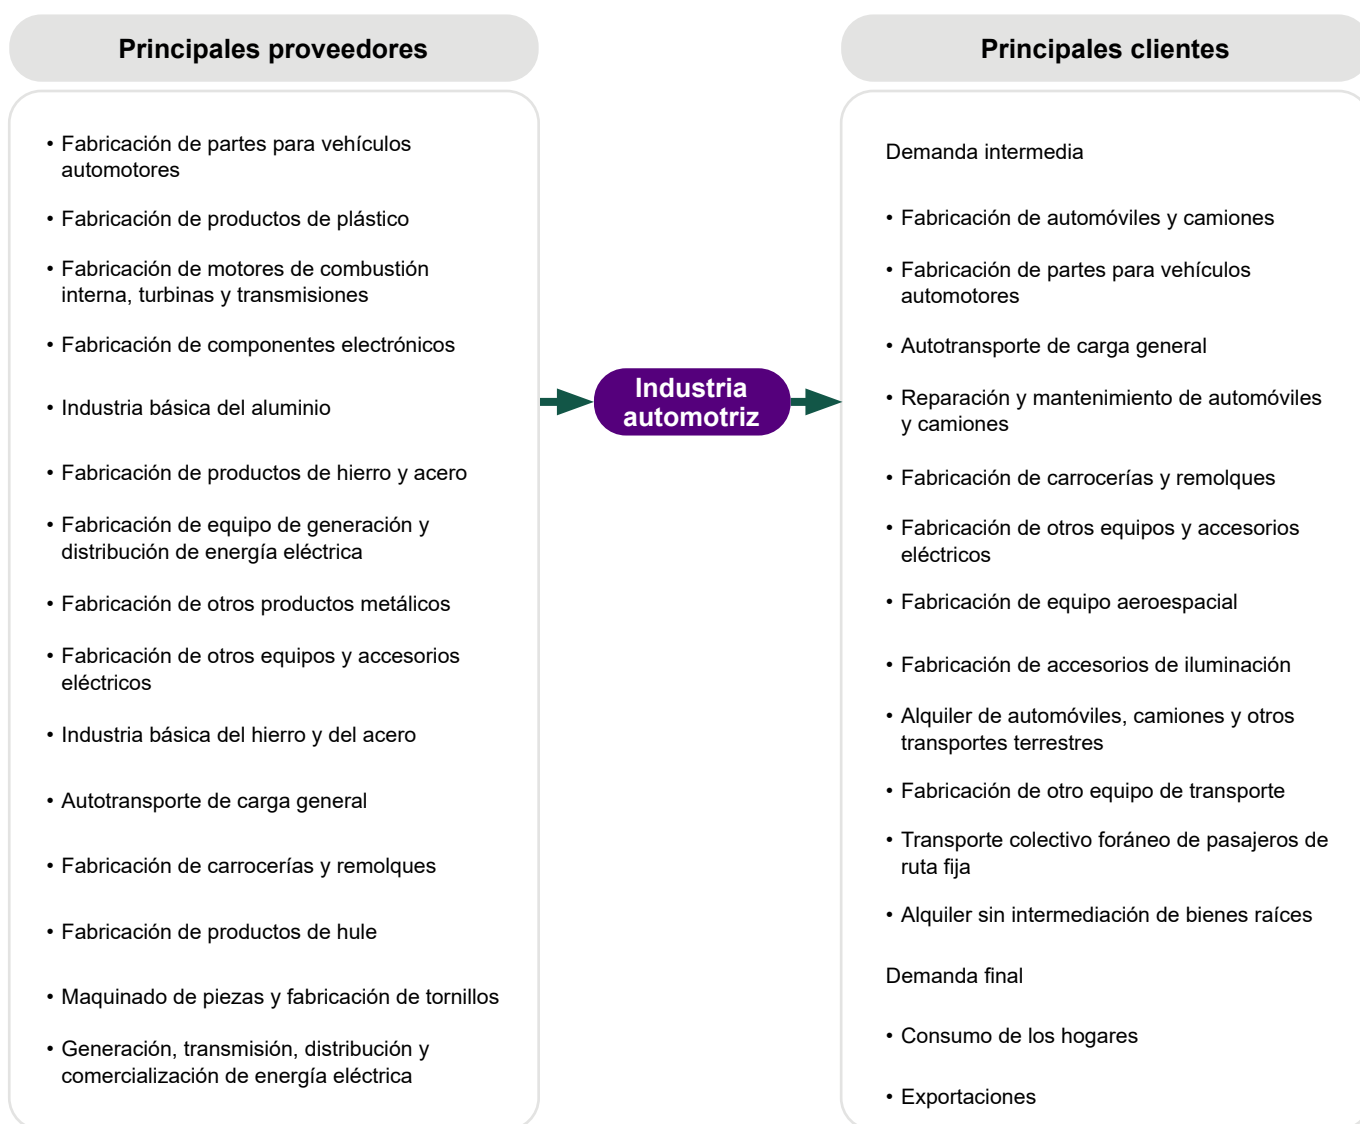 Principales proveedores
• Fabricación de partes para vehículos
automotores
• Fabricación de productos de plástico
• Fabricación de motores de combustión
interna, turbinas y transmisiones
• Fabricación de componentes electrónicos
• Industria básica del aluminio
• Fabricación de productos de hierro y acero
• Fabricación de equipo de generación y
distribución de energía eléctrica
• Fabricación de otros productos metálicos
• Fabricación de otros equipos y accesorios
eléctricos
• Industria básica del hierro y del acero
• Autotransporte de carga general
• Fabricación de carrocerías y remolques
• Fabricación de productos de hule
• Maquinado de piezas y fabricación de tornillos
• Generación, transmisión, distribución y
comercialización de energía eléctrica
Industria
automotriz
Principales clientes
Demanda intermedia
• Fabricación de automóviles y camiones
• Fabricación de partes para vehículos
automotores
• Autotransporte de carga general
• Reparación y mantenimiento de automóviles
y camiones
• Fabricación de carrocerías y remolques
• Fabricación de otros equipos y accesorios
eléctricos
• Fabricación de equipo aeroespacial
• Fabricación de accesorios de iluminación
• Alquiler de automóviles, camiones y otros
transportes terrestres
• Fabricación de otro equipo de transporte
• Transporte colectivo foráneo de pasajeros de
ruta fija
• Alquiler sin intermediación de bienes raíces
Demanda final
• Consumo de los hogares
• Exportaciones